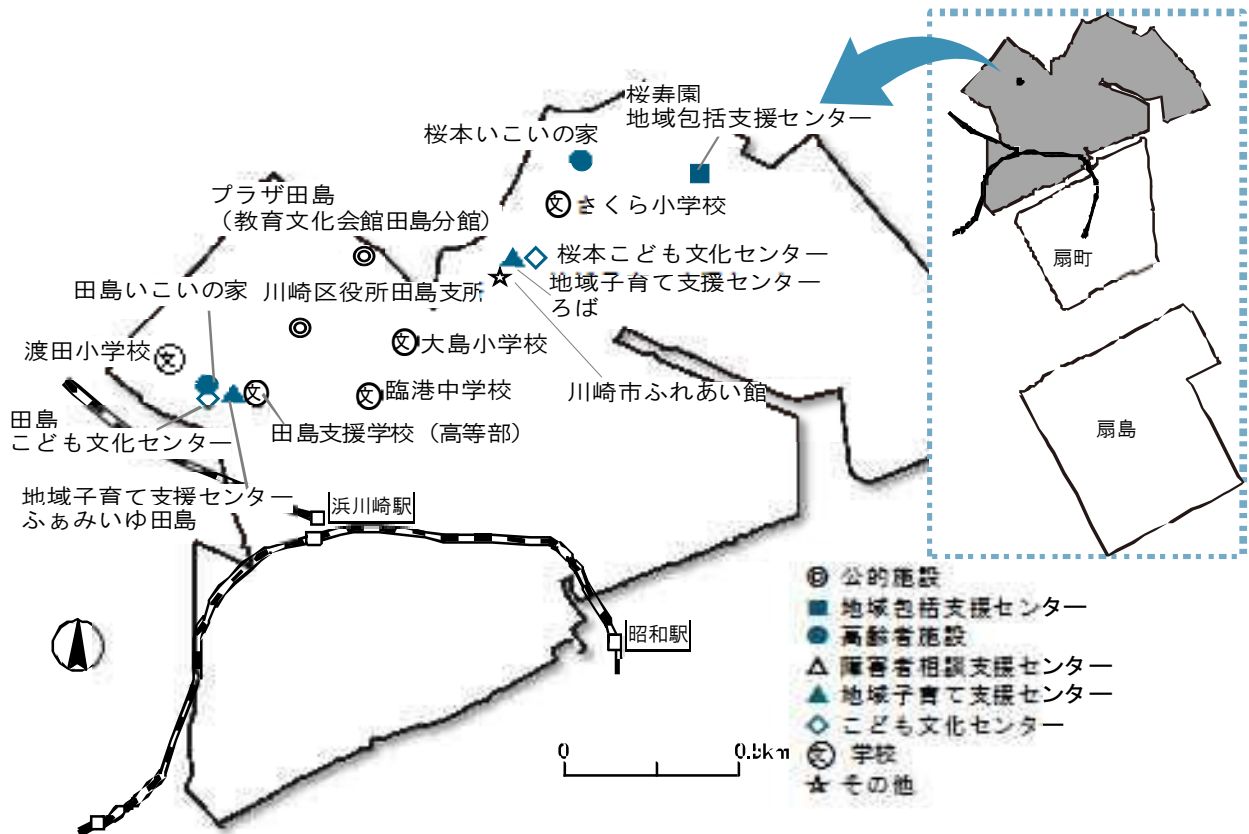 桜寿園
地域包括支援センター
桜本いこいの家
プラザ田島
（教育文化会館田島分館）
文 さくら小学校
桜本こども文化センター
地域子育て支援センター
ろば
田島いこいの家
川崎区役所田島支所
渡田小学校 文
文 大島小学校
文 臨港中学校
川崎市ふれあい館
文
田島
こども文化センター
田島支援学校（高等部）
地域子育て支援センター
ふぁみいゆ田島
浜川崎駅
昭和駅
扇町
扇島
0 0.5km
公的施設
地域包括支援センター
高齢者施設
障害者相談支援センター
地域子育て支援センター
こども文化センター
文 学校
その他